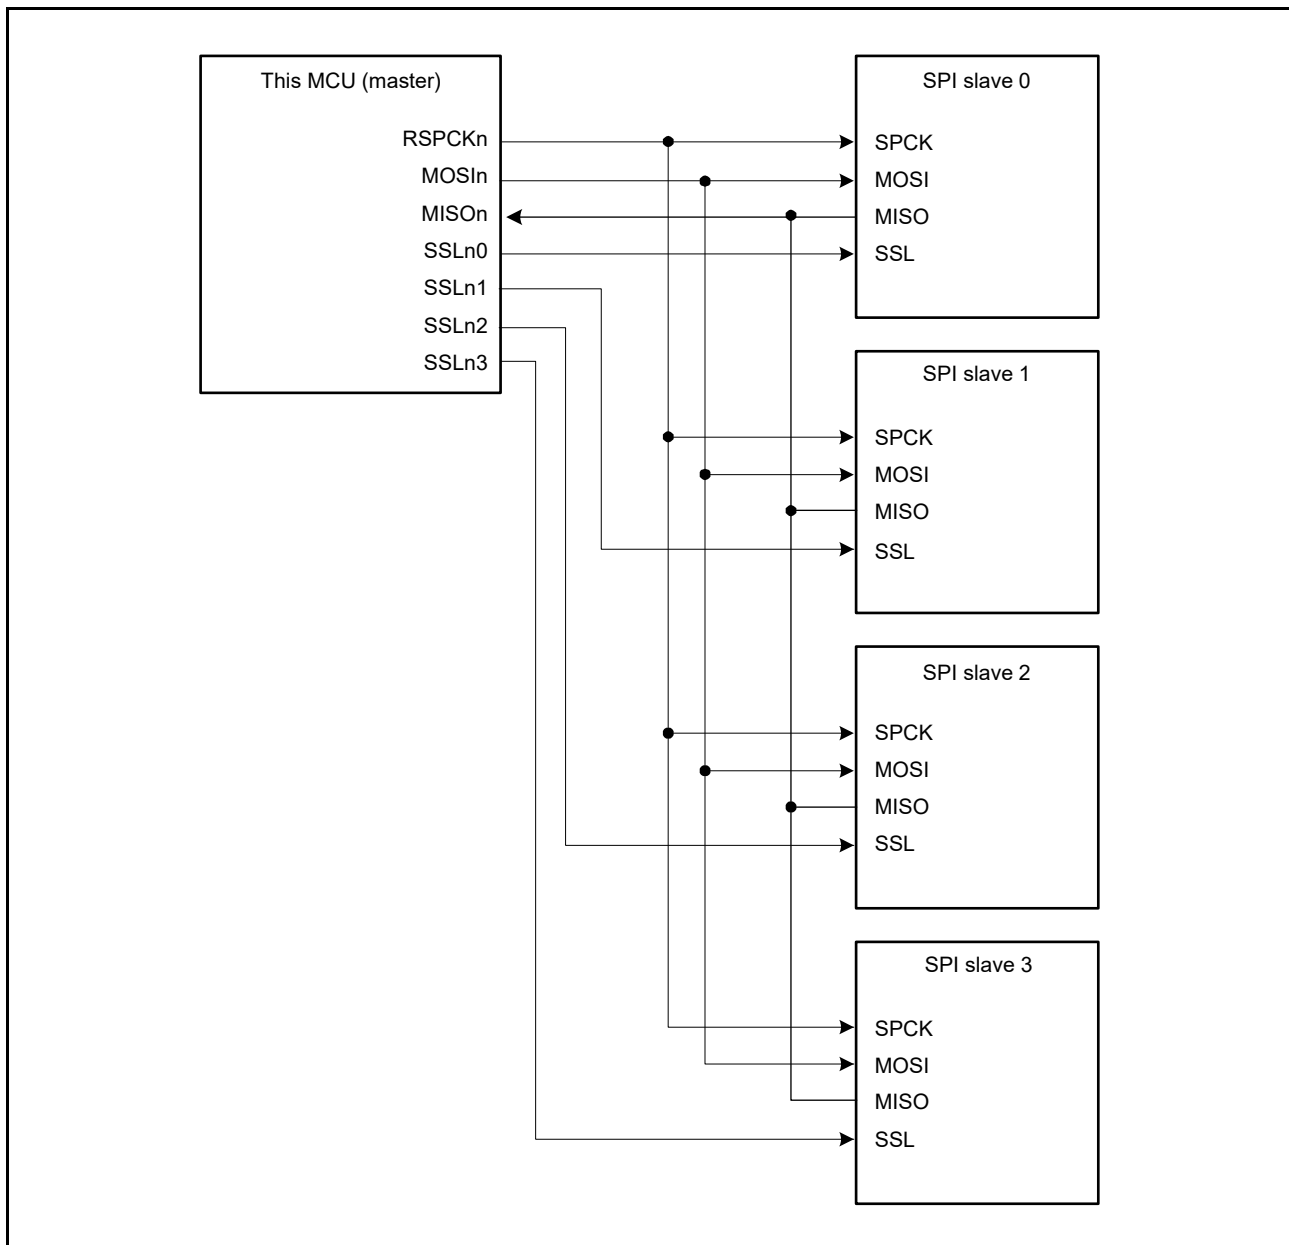 This MCU (master)
RSPCKn
MOSIn
MISOn
SSLn0
SSLn1
SSLn2
SSLn3
SPI slave 0
SPCK
MOSI
MISO
SSL
SPI slave 1
SPCK
MOSI
MISO
SSL
SPI slave 2
SPCK
MOSI
MISO
SSL
SPI slave 3
SPCK
MOSI
MISO
SSL